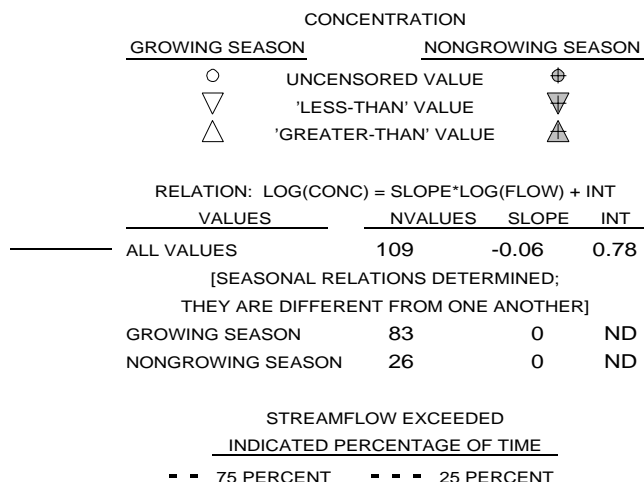 CONCENTRATION
GROWING SEASON NONGROWING SEASON
UNCENSORED VALUE
'LESS-THAN' VALUE
'GREATER-THAN' VALUE
RELATION: LOG(CONC) = SLOPE*LOG(FLOW) + INT
VALUES NVALUES SLOPE INT
ALL VALUES 109 -0.06 0.78
[SEASONAL RELATIONS DETERMINED;
THEY ARE DIFFERENT FROM ONE ANOTHER]
GROWING SEASON 83 0 ND
NONGROWING SEASON 26 0 ND
STREAMFLOW EXCEEDED
INDICATED PERCENTAGE OF TIME
75 PERCENT 25 PERCENT